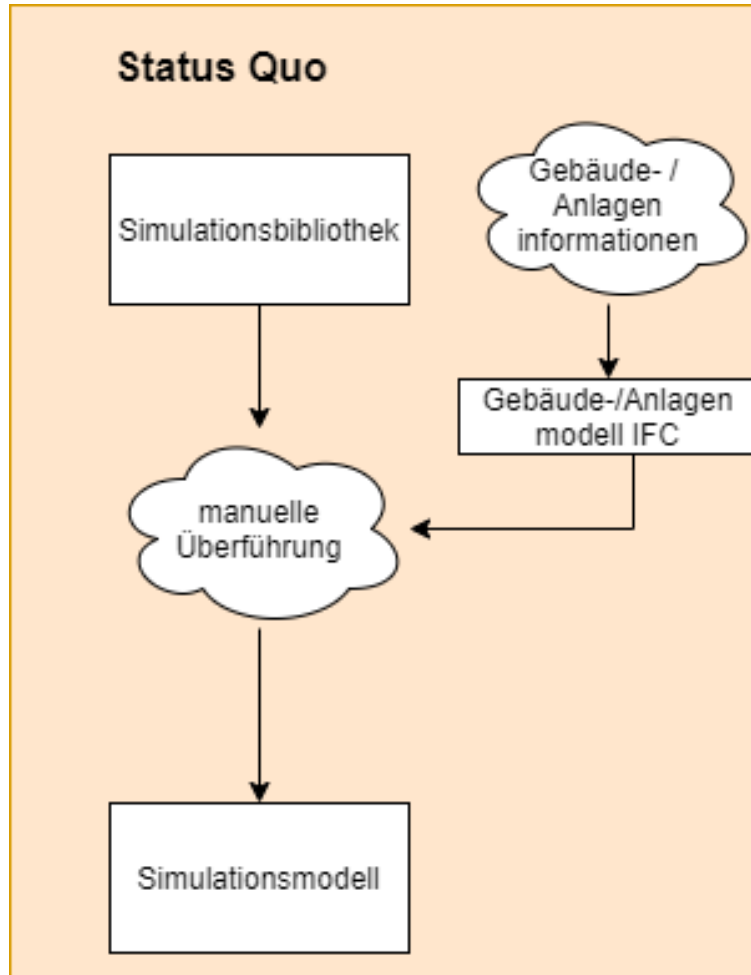 Status Quo
Simulationsbibliothek
Gebäude- /
Anlagen
informationen
Gebäude-/Anlagen
modell IFC
manuelle
Überführung
Simulationsmodell